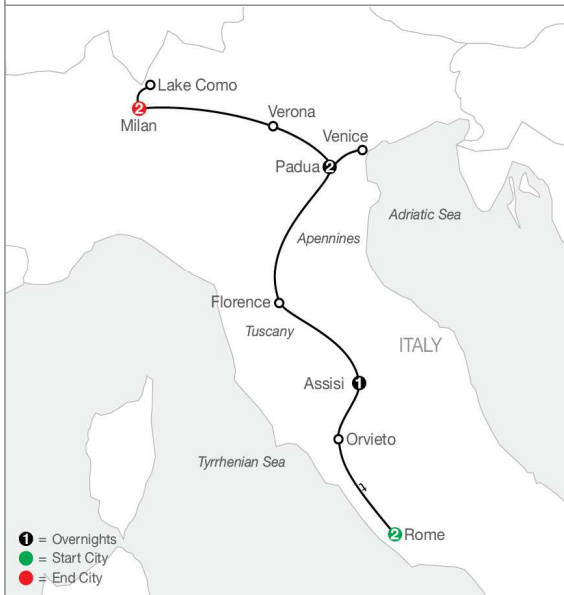 Lake Como
2
Milan
Verona
Venice
Padua 2
Adriatic Sea
Apennines
Florence
Tuscany
ITALY
Assisi 1
Orvieto
Tyrrhenian Sea
2 Rome
1 = Overnights
= Start City
= End City